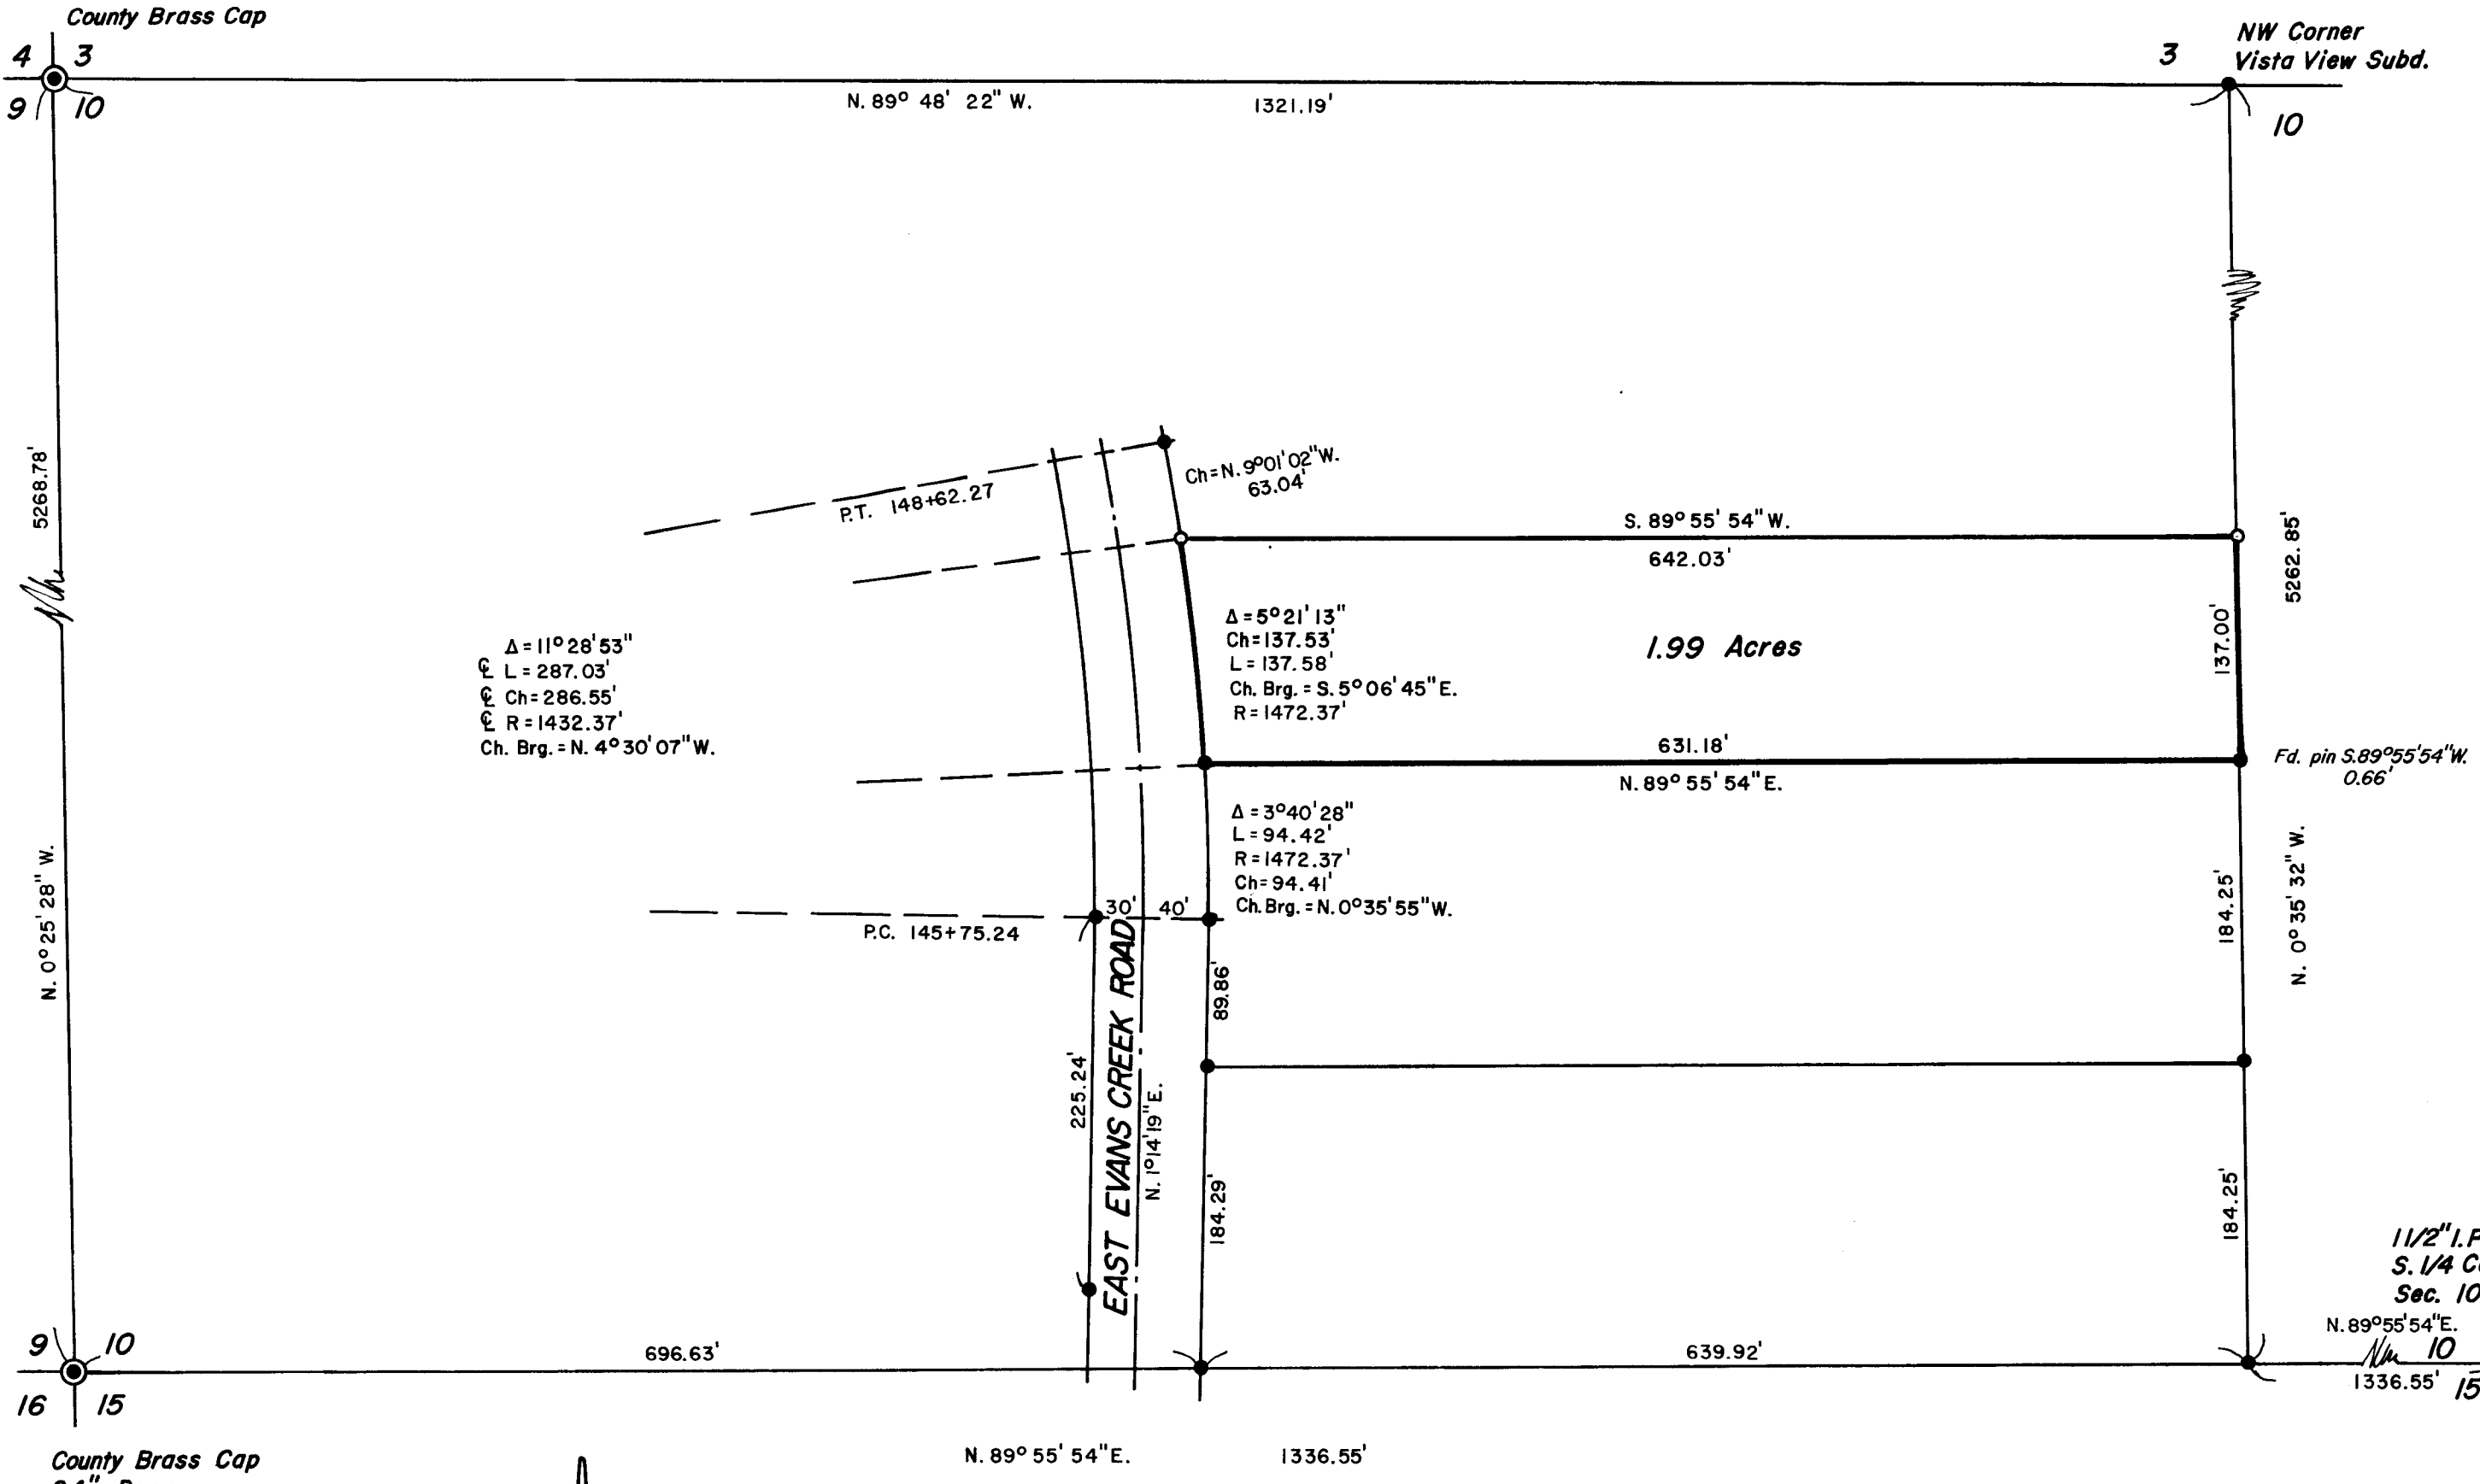 County Brass Cap
4 3
9 10
NW Corner
Vista View Subd.
3
10
N. 89° 48' 22" W. 1321.19'
5268.78'
N. 0° 25' 28" W.
P.T. 148+62.27
Ch=N. 9°01'02"W.
63.04'
S. 89° 55' 54" W.
642.03'
5262.85'
137.00'
Δ = 11° 28' 53"
℄ L = 287.03'
℄ Ch = 286.55'
℄ R = 1432.37'
Ch. Brg. = N. 4° 30' 07" W.
Δ = 5° 21' 13"
Ch = 137.53'
L = 137.58'
Ch. Brg. = S. 5° 06' 45" E.
R = 1472.37'
1.99 Acres
631.18'
N. 89° 55' 54" E.
Fd. pin S.89°55'54"W.
0.66'
Δ = 3° 40' 28"
L = 94.42'
R = 1472.37'
Ch= 94.41'
Ch. Brg. = N. 0° 35' 55" W.
30' 40'
P.C. 145+75.24
184.25'
N. 0° 35' 32" W.
89.86'
225.24'
EAST EVANS CREEK ROAD
N. 1° 14' 19" E.
184.29'
184.25'
1 1/2" I.P
S. 1/4 C
Sec. 10
N. 89°55'54"E.
10
1336.55' 15
9 10
16 15
696.63'
639.92'
County Brass Cap
N. 89° 55' 54" E. 1336.55'